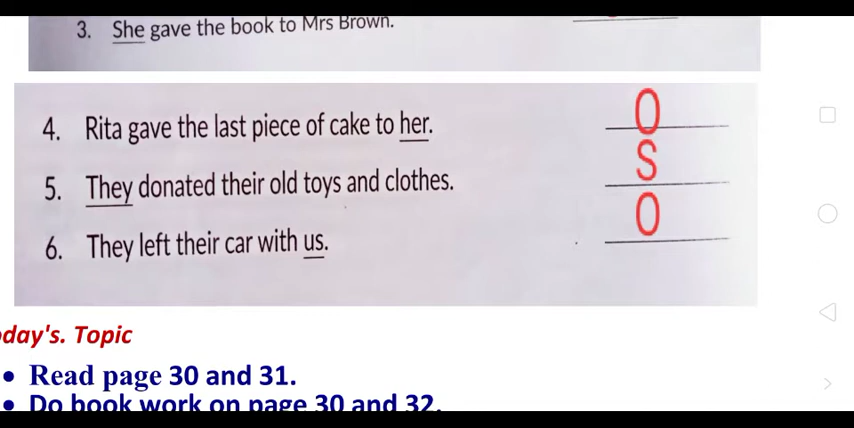 3. She gave the book to Mrs Brown.
4. Rita gave the last piece of cake to her. O
5. They donated their old toys and clothes. S
6. They left their car with us. O
day's. Topic
• Read page 30 and 31.
• Do book work on page 30 and 32.